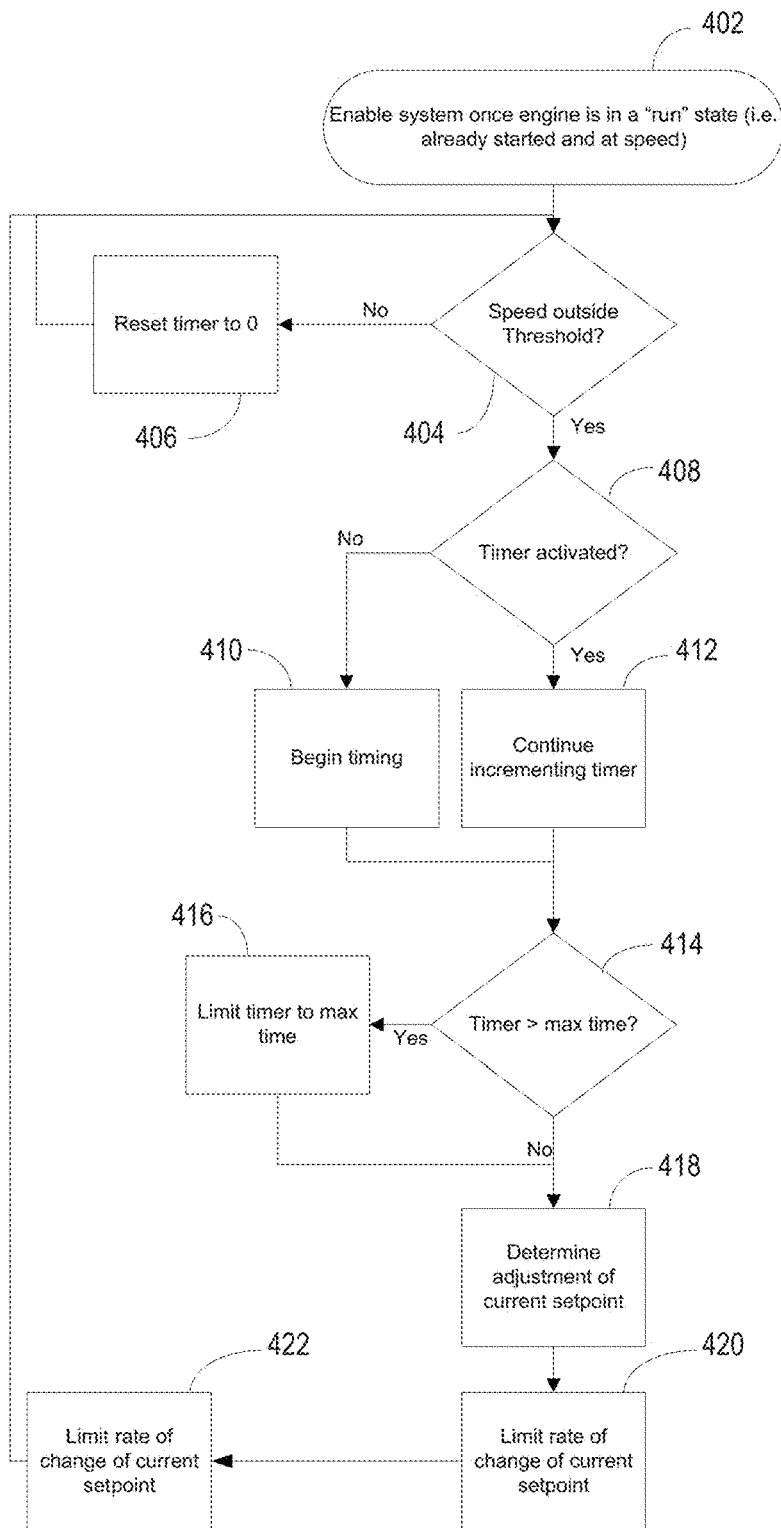 402
Enable system once engine is in a "run" state (i.e.
already started and at speed)
Speed outside
Threshold?
404
No
Reset timer to 0
406
Yes
408
Timer activated?
No
Yes
410
Begin timing
412
Continue
incrementing timer
414
Timer > max time?
Yes
416
Limit timer to max
time
No
418
Determine
adjustment of
current setpoint
420
Limit rate of
change of current
setpoint
422
Limit rate of
change of current
setpoint